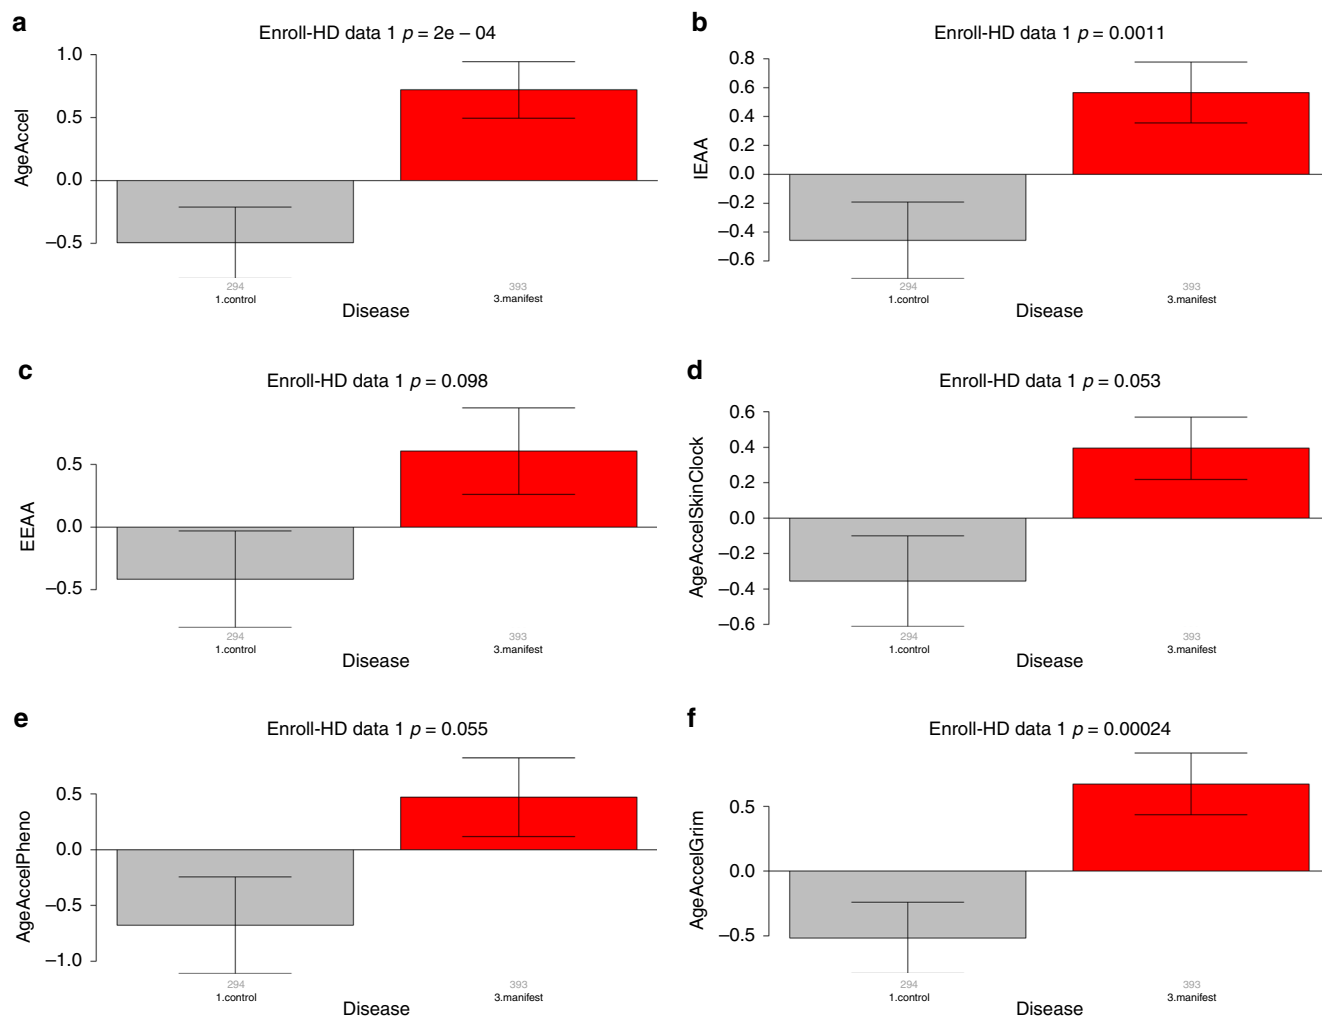 a
Enroll-HD data 1 p = 2e – 04
AgeAccel
1.0
0.5
0.0
–0.5
294
393
1.control
3.manifest
Disease
b
Enroll-HD data 1 p = 0.0011
IEAA
0.8
0.6
0.4
0.2
0.0
–0.2
–0.4
–0.6
294
393
1.control
3.manifest
Disease
c
Enroll-HD data 1 p = 0.098
EEAA
0.5
0.0
–0.5
294
393
1.control
3.manifest
Disease
d
Enroll-HD data 1 p = 0.053
AgeAccelSkinClock
0.6
0.4
0.2
0.0
–0.2
–0.4
–0.6
294
393
1.control
3.manifest
Disease
e
Enroll-HD data 1 p = 0.055
AgeAccelPheno
0.5
0.0
–0.5
–1.0
294
393
1.control
3.manifest
Disease
f
Enroll-HD data 1 p = 0.00024
AgeAccelGrim
0.5
0.0
–0.5
294
393
1.control
3.manifest
Disease